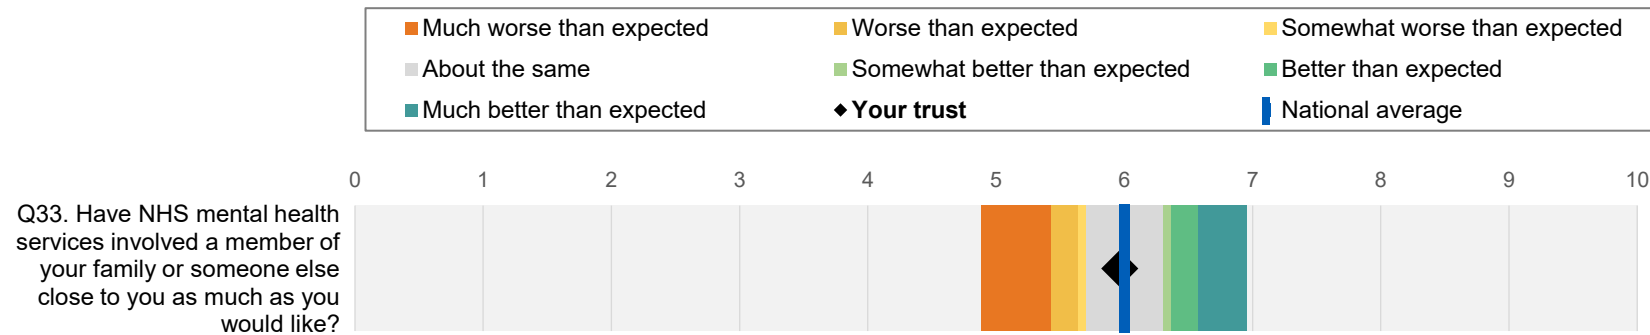 Much worse than expected
Worse than expected
Somewhat worse than expected
About the same
Somewhat better than expected
Better than expected
Much better than expected
Your trust
National average
0 1 2 3 4 5 6 7 8 9 10
Q33. Have NHS mental health
services involved a member of
your family or someone else
close to you as much as you
would like?